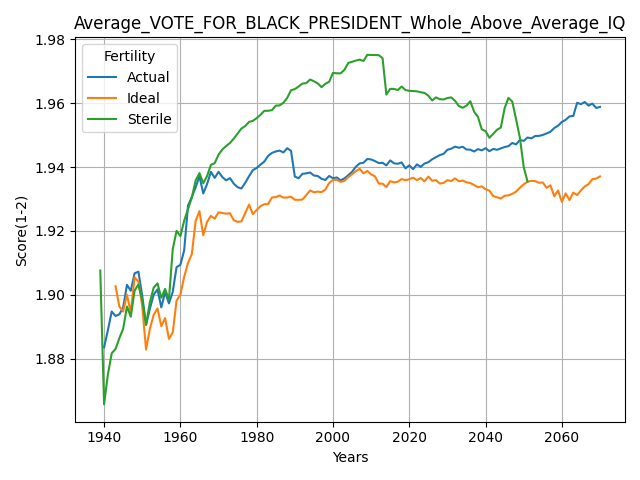 Average_VOTE_FOR_BLACK_PRESIDENT_Whole_Above_Average_IQ
1.98
1.96
1.94
1.92
1.90
1.88
Score(1-2)
Fertility
Actual
Ideal
Sterile
1940 1960 1980 2000 2020 2040 2060
Years